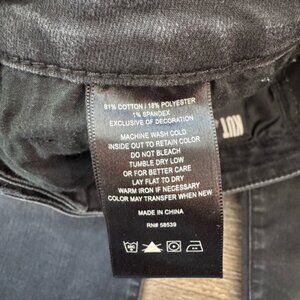 81% COTTON / 18% POLYESTER
1% SPANDEX
EXCLUSIVE OF DECORATION
MACHINE WASH COLD
INSIDE OUT TO RETAIN COLOR
DO NOT BLEACH
TUMBLE DRY LOW
OR FOR BETTER CARE
LAY FLAT TO DRY
WARM IRON IF NECESSARY
COLOR MAY TRANSFER WHEN NEW
MADE IN CHINA
RN# 58539